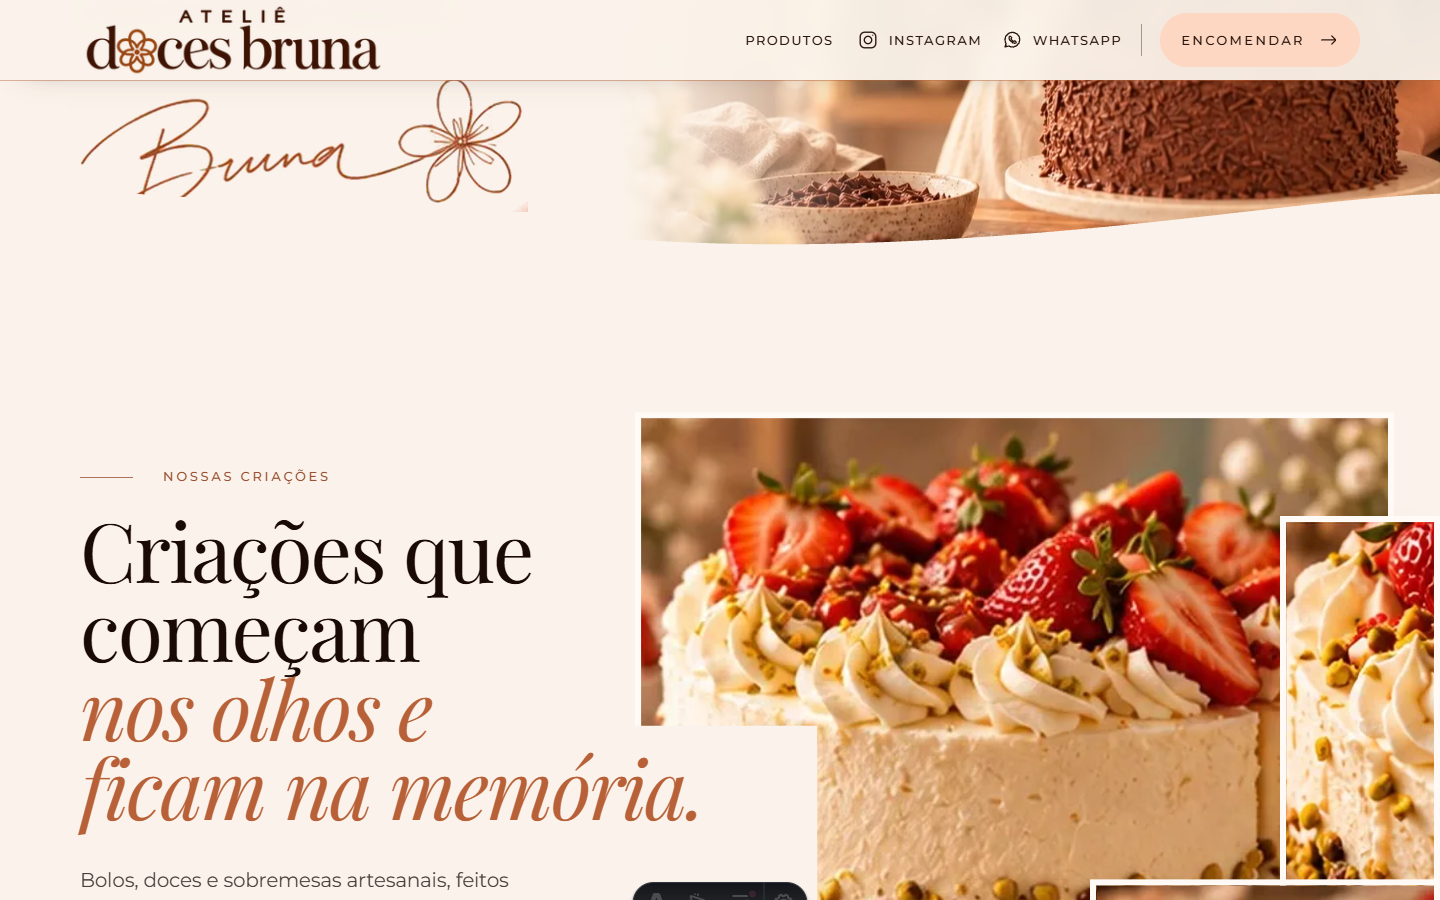 ATELIÊ
doces bruna
PRODUTOS
INSTAGRAM
WHATSAPP
ENCOMENDAR
Bruna
NOSSAS CRIAÇÕES
Criações que
começam
nos olhos e
ficam na memória.
Bolos, doces e sobremesas artesanais, feitos